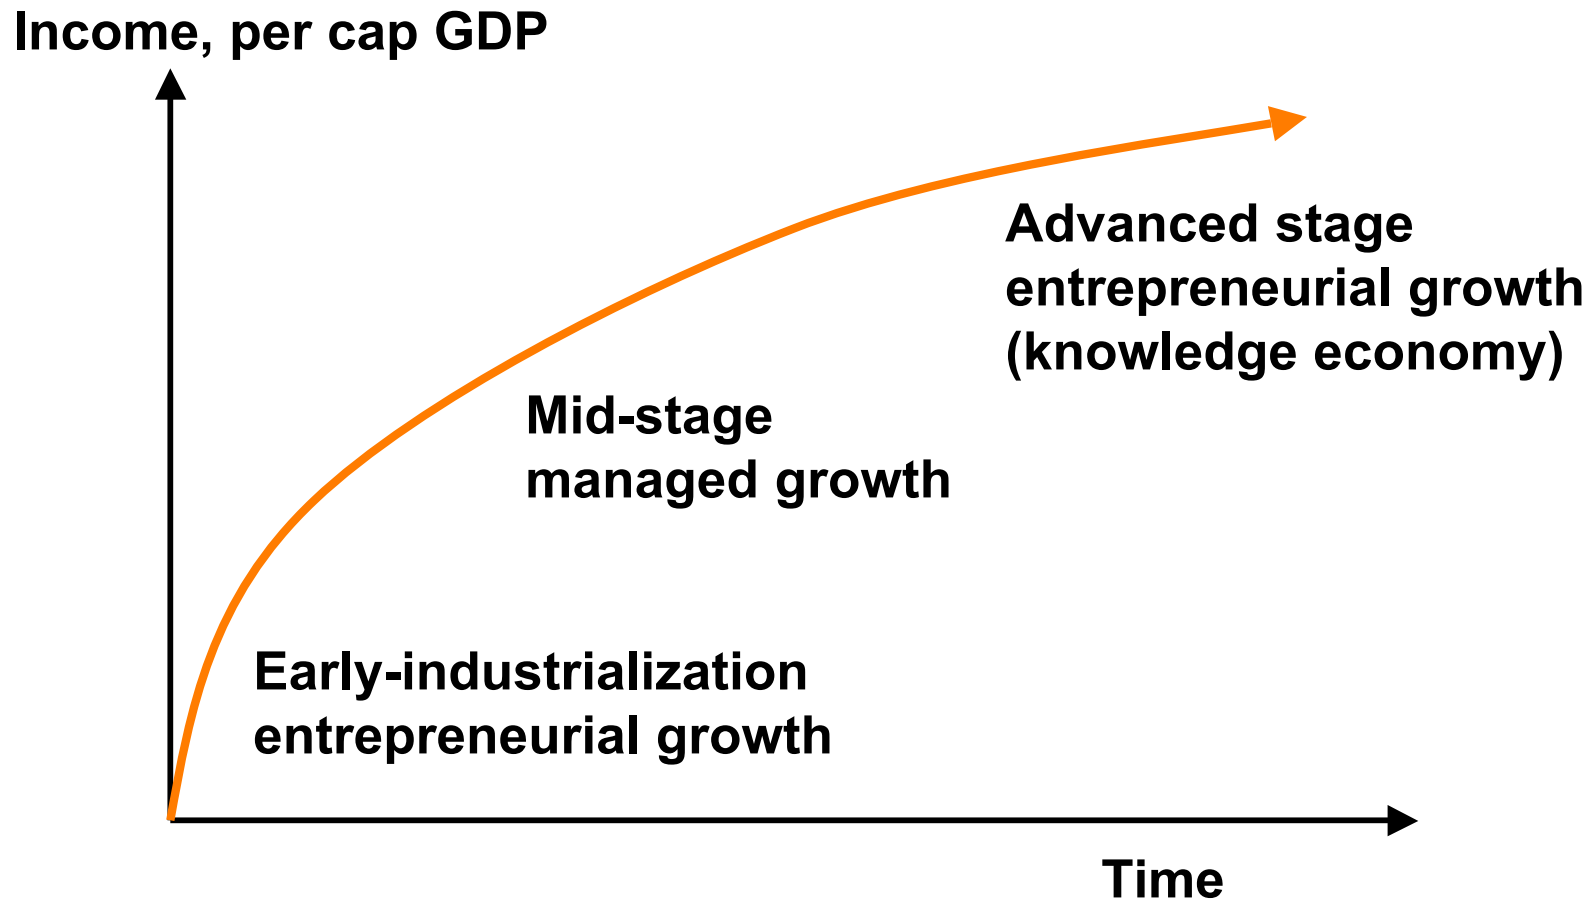 Income, per cap GDP
Advanced stage
entrepreneurial growth
(knowledge economy)
Mid-stage
managed growth
Early-industrialization
entrepreneurial growth
Time